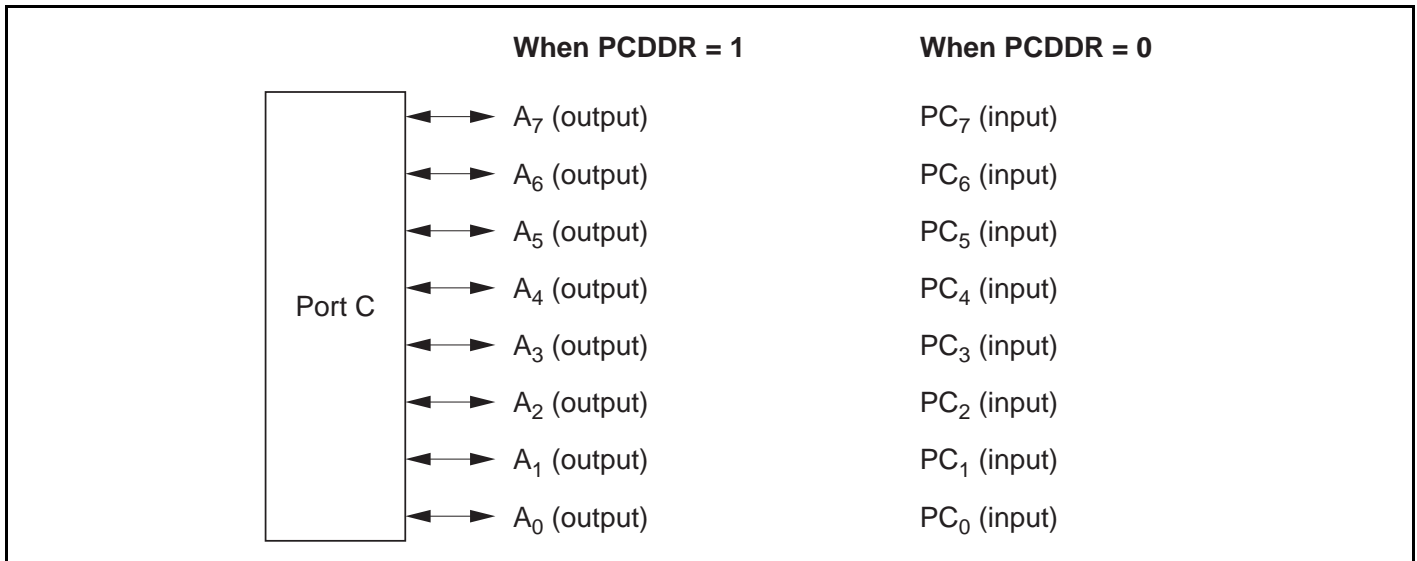 When PCDDR = 1 When PCDDR = 0
A7 (output) PC7 (input)
A6 (output) PC6 (input)
A5 (output) PC5 (input)
A4 (output) PC4 (input)
Port C
A3 (output) PC3 (input)
A2 (output) PC2 (input)
A1 (output) PC1 (input)
A0 (output) PC0 (input)